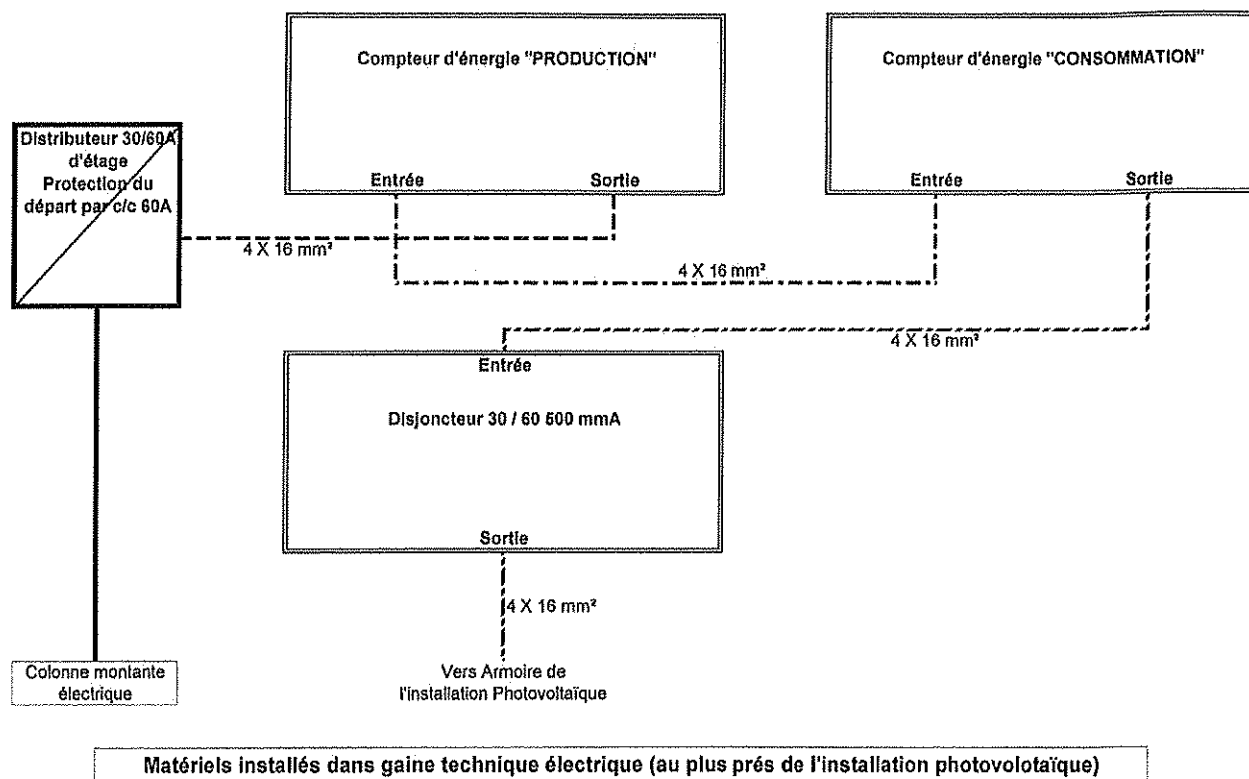 Compteur d'énergie "PRODUCTION"
Compteur d'énergie "CONSOMMATION"
Distributeur 30/60A
d'étage
Protection du
départ par c/c 60A
Entrée
Sortie
Entrée
Sortie
4 X 16 mm²
4 X 16 mm²
4 X 16 mm²
Entrée
Disjoncteur 30 / 60 500 mmA
Sortie
4 X 16 mm²
Colonne montante
électrique
Vers Armoire de
l'installation Photovoltaïque
Matériels installés dans gaine technique électrique (au plus prés de l'installation photovolotaïque)